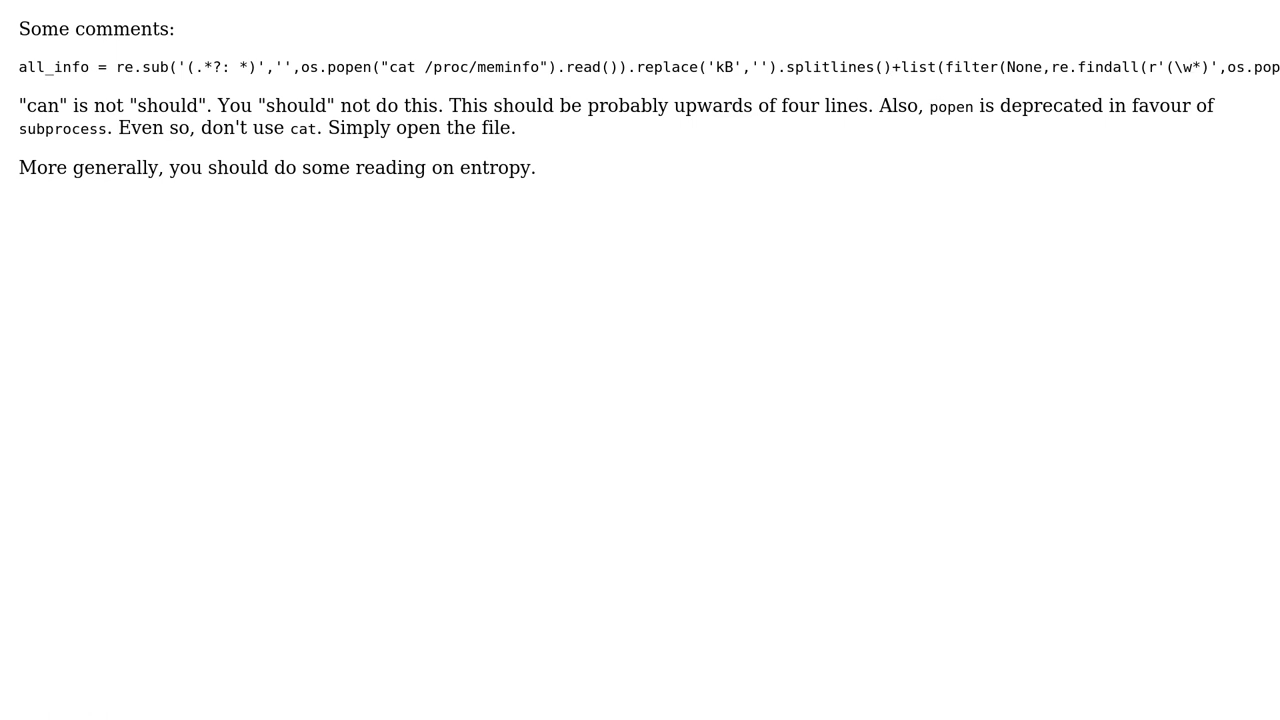 Some comments:
all_info = re.sub('(.*?: *)','',os.popen("cat /proc/meminfo").read()).replace('kB','').splitlines()+list(filter(None,re.findall(r'(\w*)',os.pop
"can" is not "should". You "should" not do this. This should be probably upwards of four lines. Also, popen is deprecated in favour of
subprocess. Even so, don't use cat. Simply open the file.
More generally, you should do some reading on entropy.